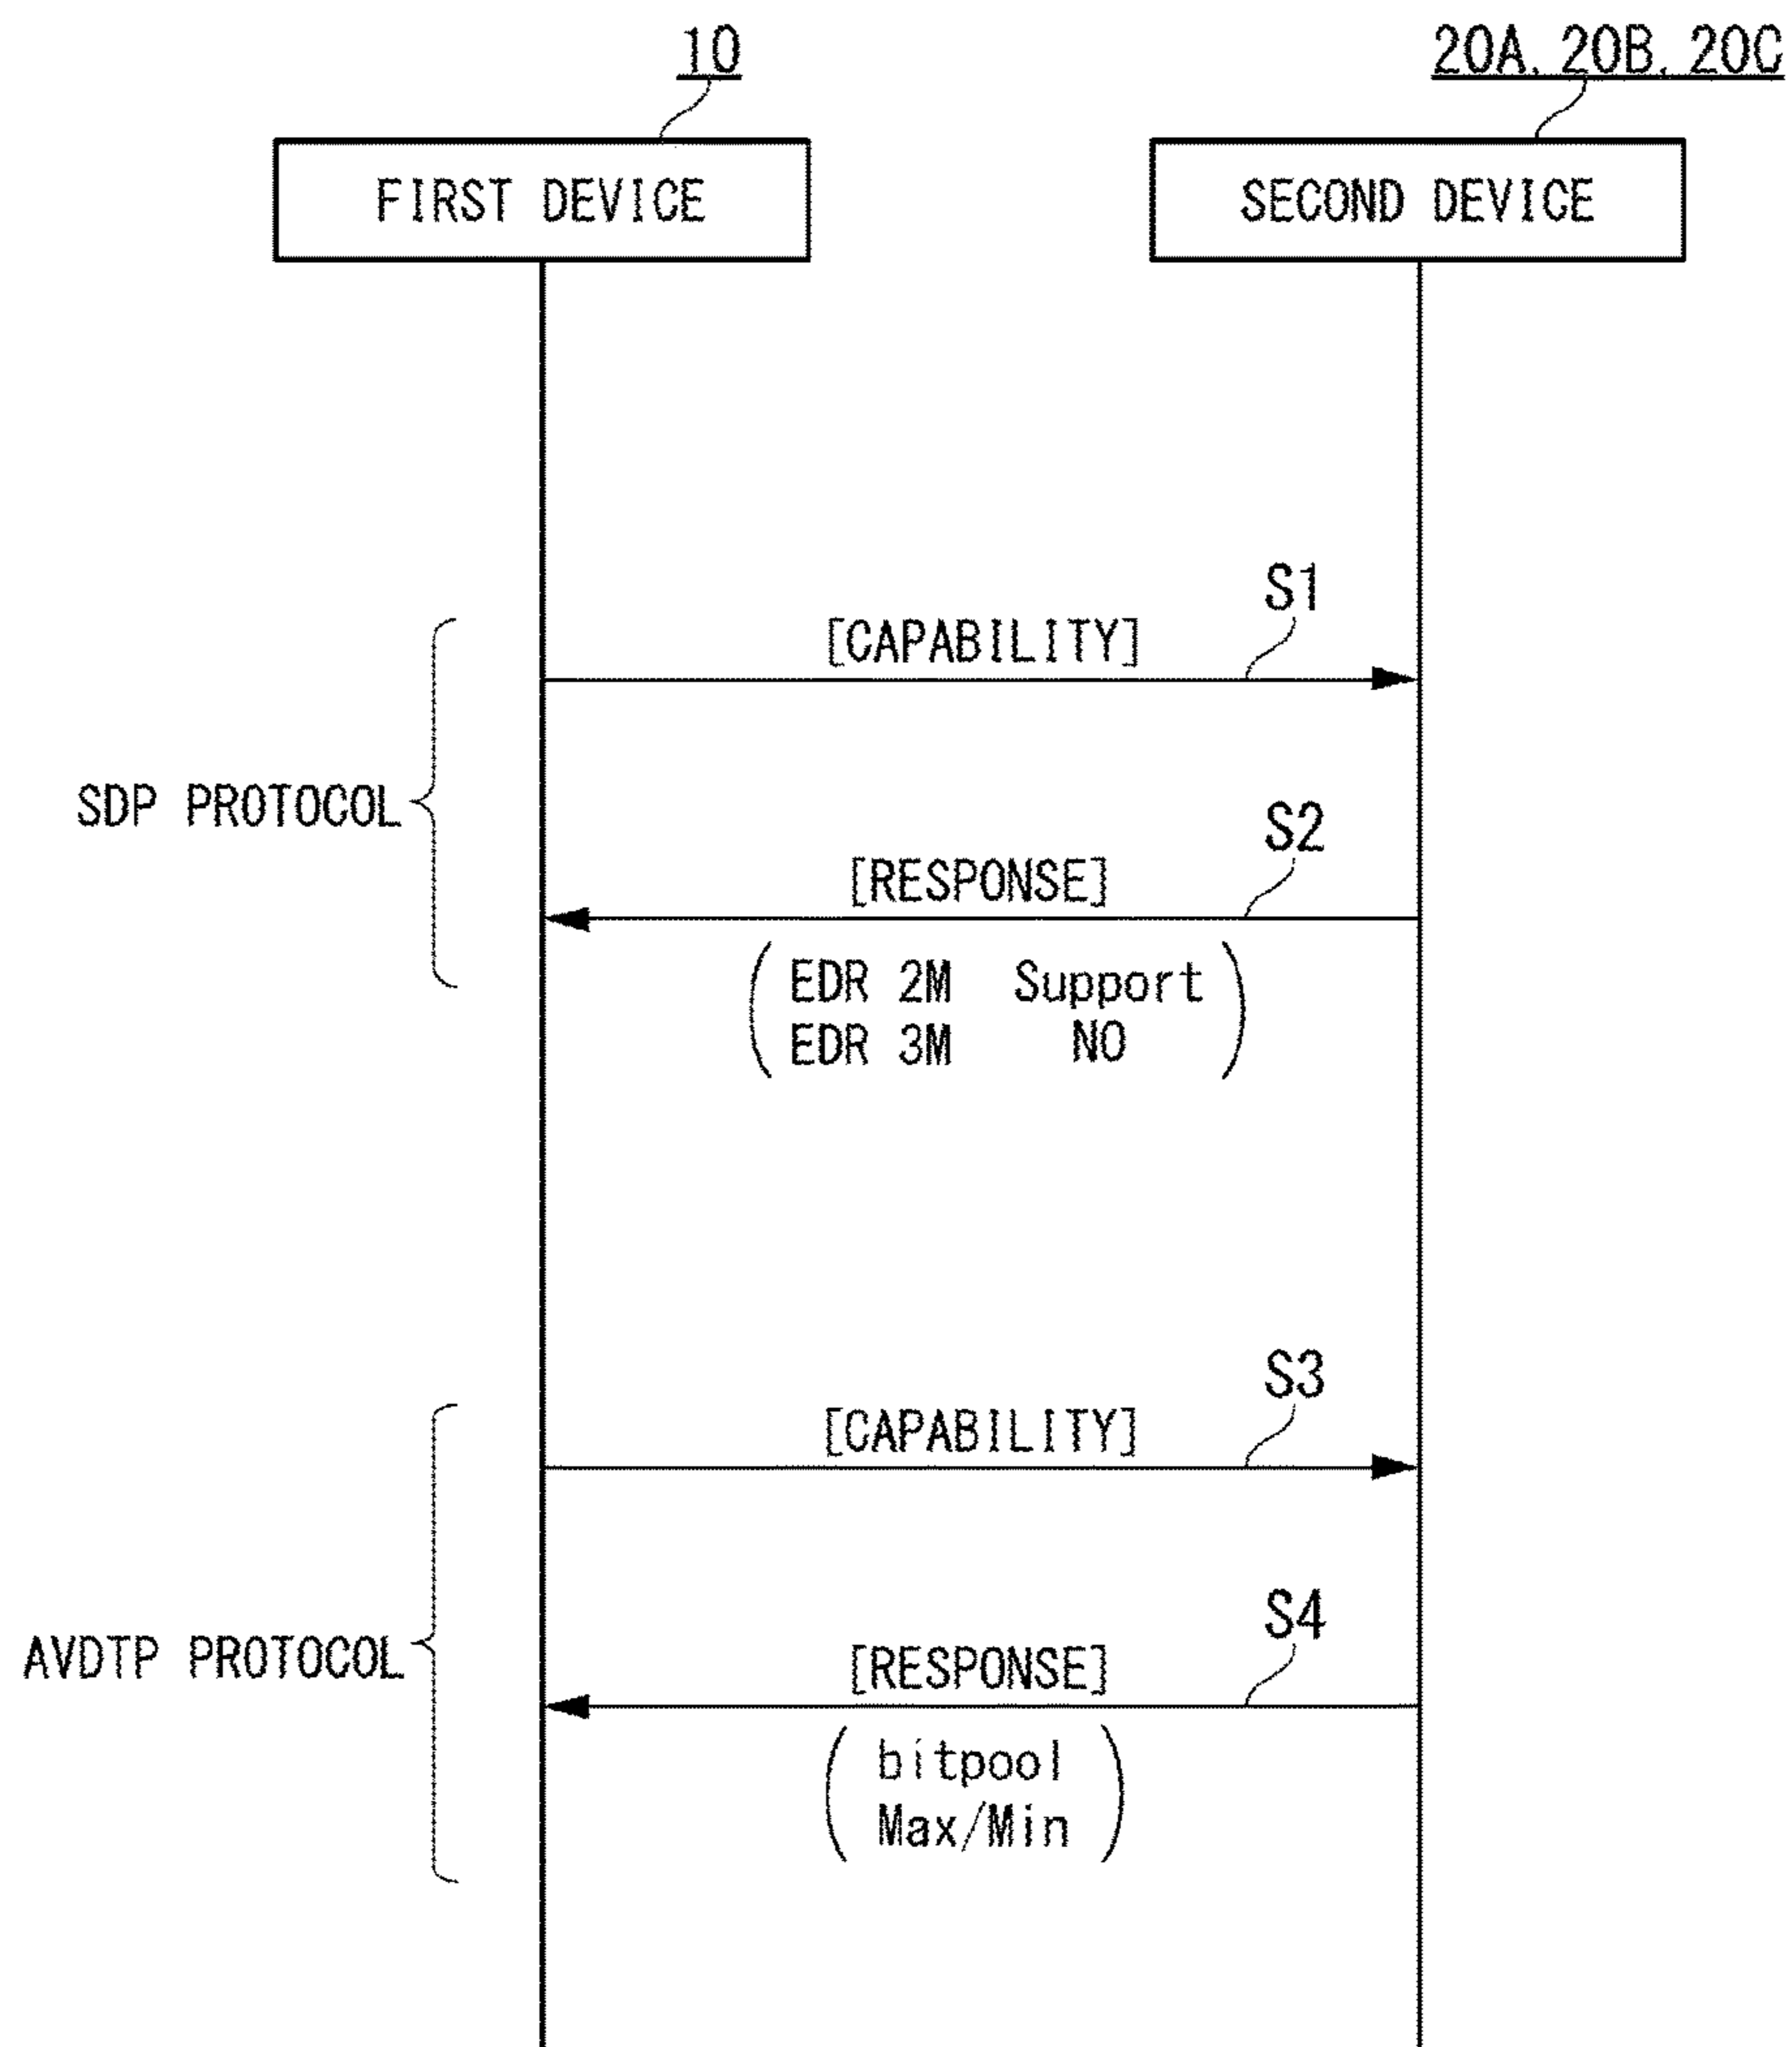 10
20A, 20B, 20C
FIRST DEVICE
SECOND DEVICE
S1
[CAPABILITY]
SDP PROTOCOL
S2
[RESPONSE]
EDR 2M Support
EDR 3M NO
S3
[CAPABILITY]
AVDTP PROTOCOL
S4
[RESPONSE]
bitpool
Max/Min